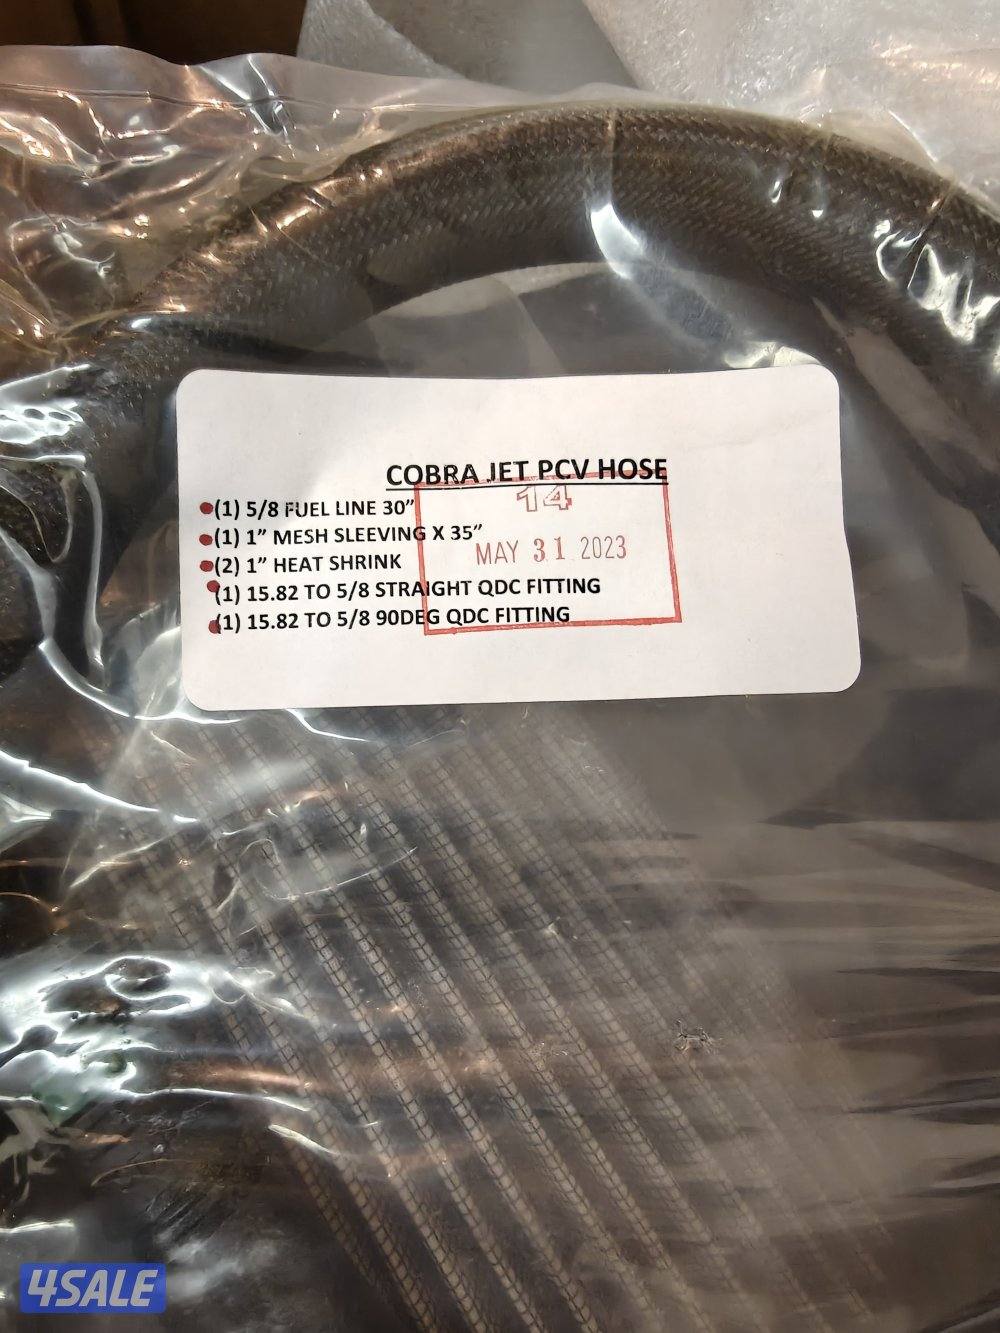 COBRA JET PCV HOSE
14
(1) 5/8 FUEL LINE 30”
(1) 1” MESH SLEEVING X 35”
MAY 31 2023
(2) 1” HEAT SHRINK
(1) 15.82 TO 5/8 STRAIGHT QDC FITTING
(1) 15.82 TO 5/8 90DEG QDC FITTING
4SALE